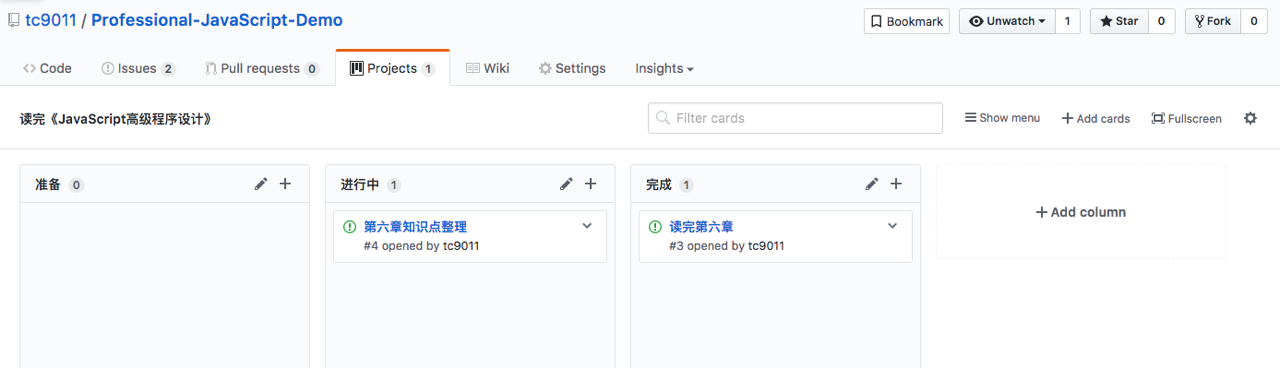 tc9011 / Professional-JavaScript-Demo
Bookmark
Unwatch 1
Star 0
Fork 0
Code
Issues 2
Pull requests 0
Projects 1
Wiki
Settings
Insights
读完《JavaScript高级程序设计》
Filter cards
Show menu
Add cards
Fullscreen
准备 0
进行中 1
第六章知识点整理
#4 opened by tc9011
完成 1
读完第六章
#3 opened by tc9011
Add column